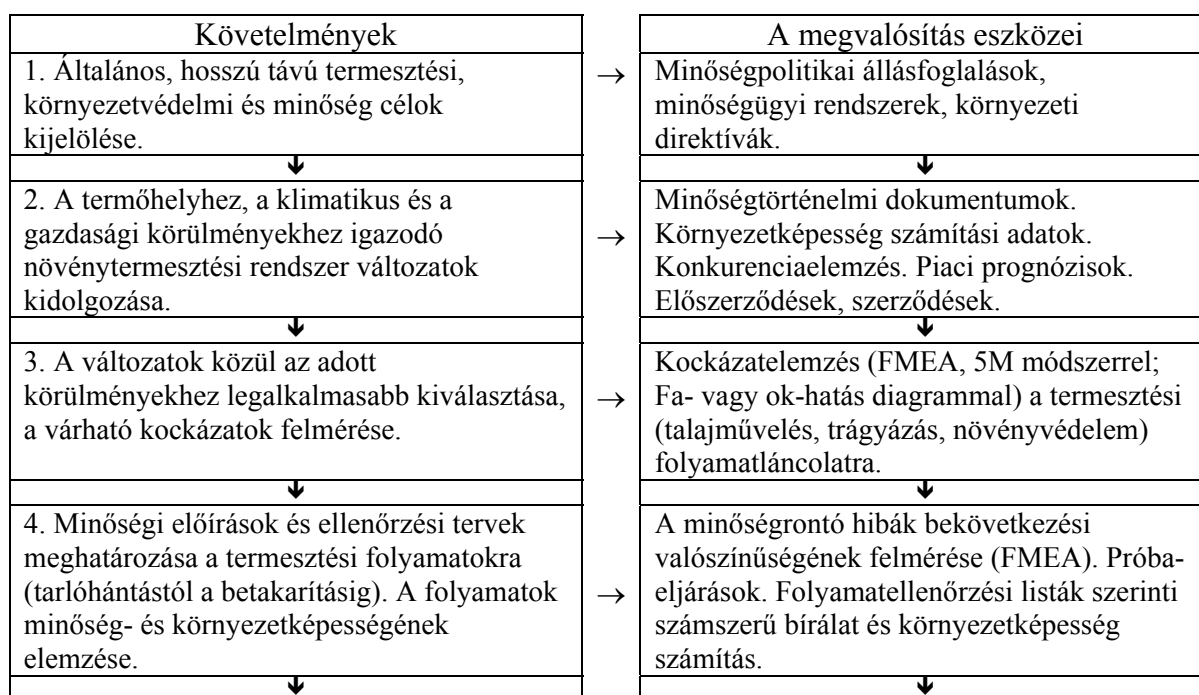 Követelmények
1. Általános, hosszú távú termesztési,
környezetvédelmi és minőség célok
kijelölése.
→
A megvalósítás eszközei
Minőségpolitikai állásfoglalások,
minőségügyi rendszerek, környezeti
direktívák.
2. A termőhelyhez, a klimatikus és a
gazdasági körülményekhez igazodó
növénytermesztési rendszer változatok
kidolgozása.
→
Minőségtörténelmi dokumentumok.
Környezetképesség számítási adatok.
Konkurenciaelemzés. Piaci prognózisok.
Előszerződések, szerződések.
3. A változatok közül az adott
körülményekhez legalkalmasabb kiválasztása,
a várható kockázatok felmérése.
→
Kockázatelemzés (FMEA, 5M módszerrel;
Fa- vagy ok-hatás diagrammal) a termesztési
(talajművelés, trágyázás, növényvédelem)
folyamatláncolatra.
4. Minőségi előírások és ellenőrzési tervek
meghatározása a termesztési folyamatokra
(tarlóhántástól a betakarításig). A folyamatok
minőség- és környezetképességének
elemzése.
→
A minőségrontó hibák bekövetkezési
valószínűségének felmérése (FMEA). Próba-
eljárások. Folyamatellenőrzési listák szerinti
számszerű bírálat és környezetképesség
számítás.